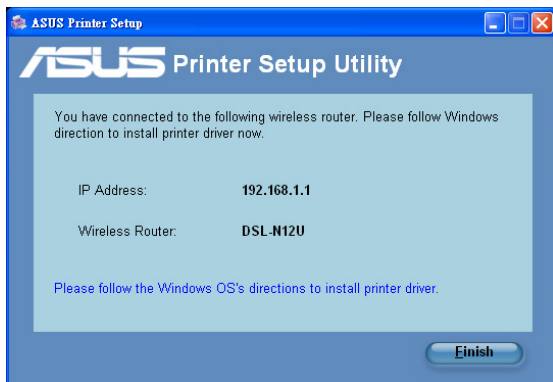 ASUS Printer Setup
ASUS Printer Setup Utility
You have connected to the following wireless router. Please follow Windows
direction to install printer driver now.
IP Address: 192.168.1.1
Wireless Router: DSL-N12U
Please follow the Windows OS's directions to install printer driver.
Finish